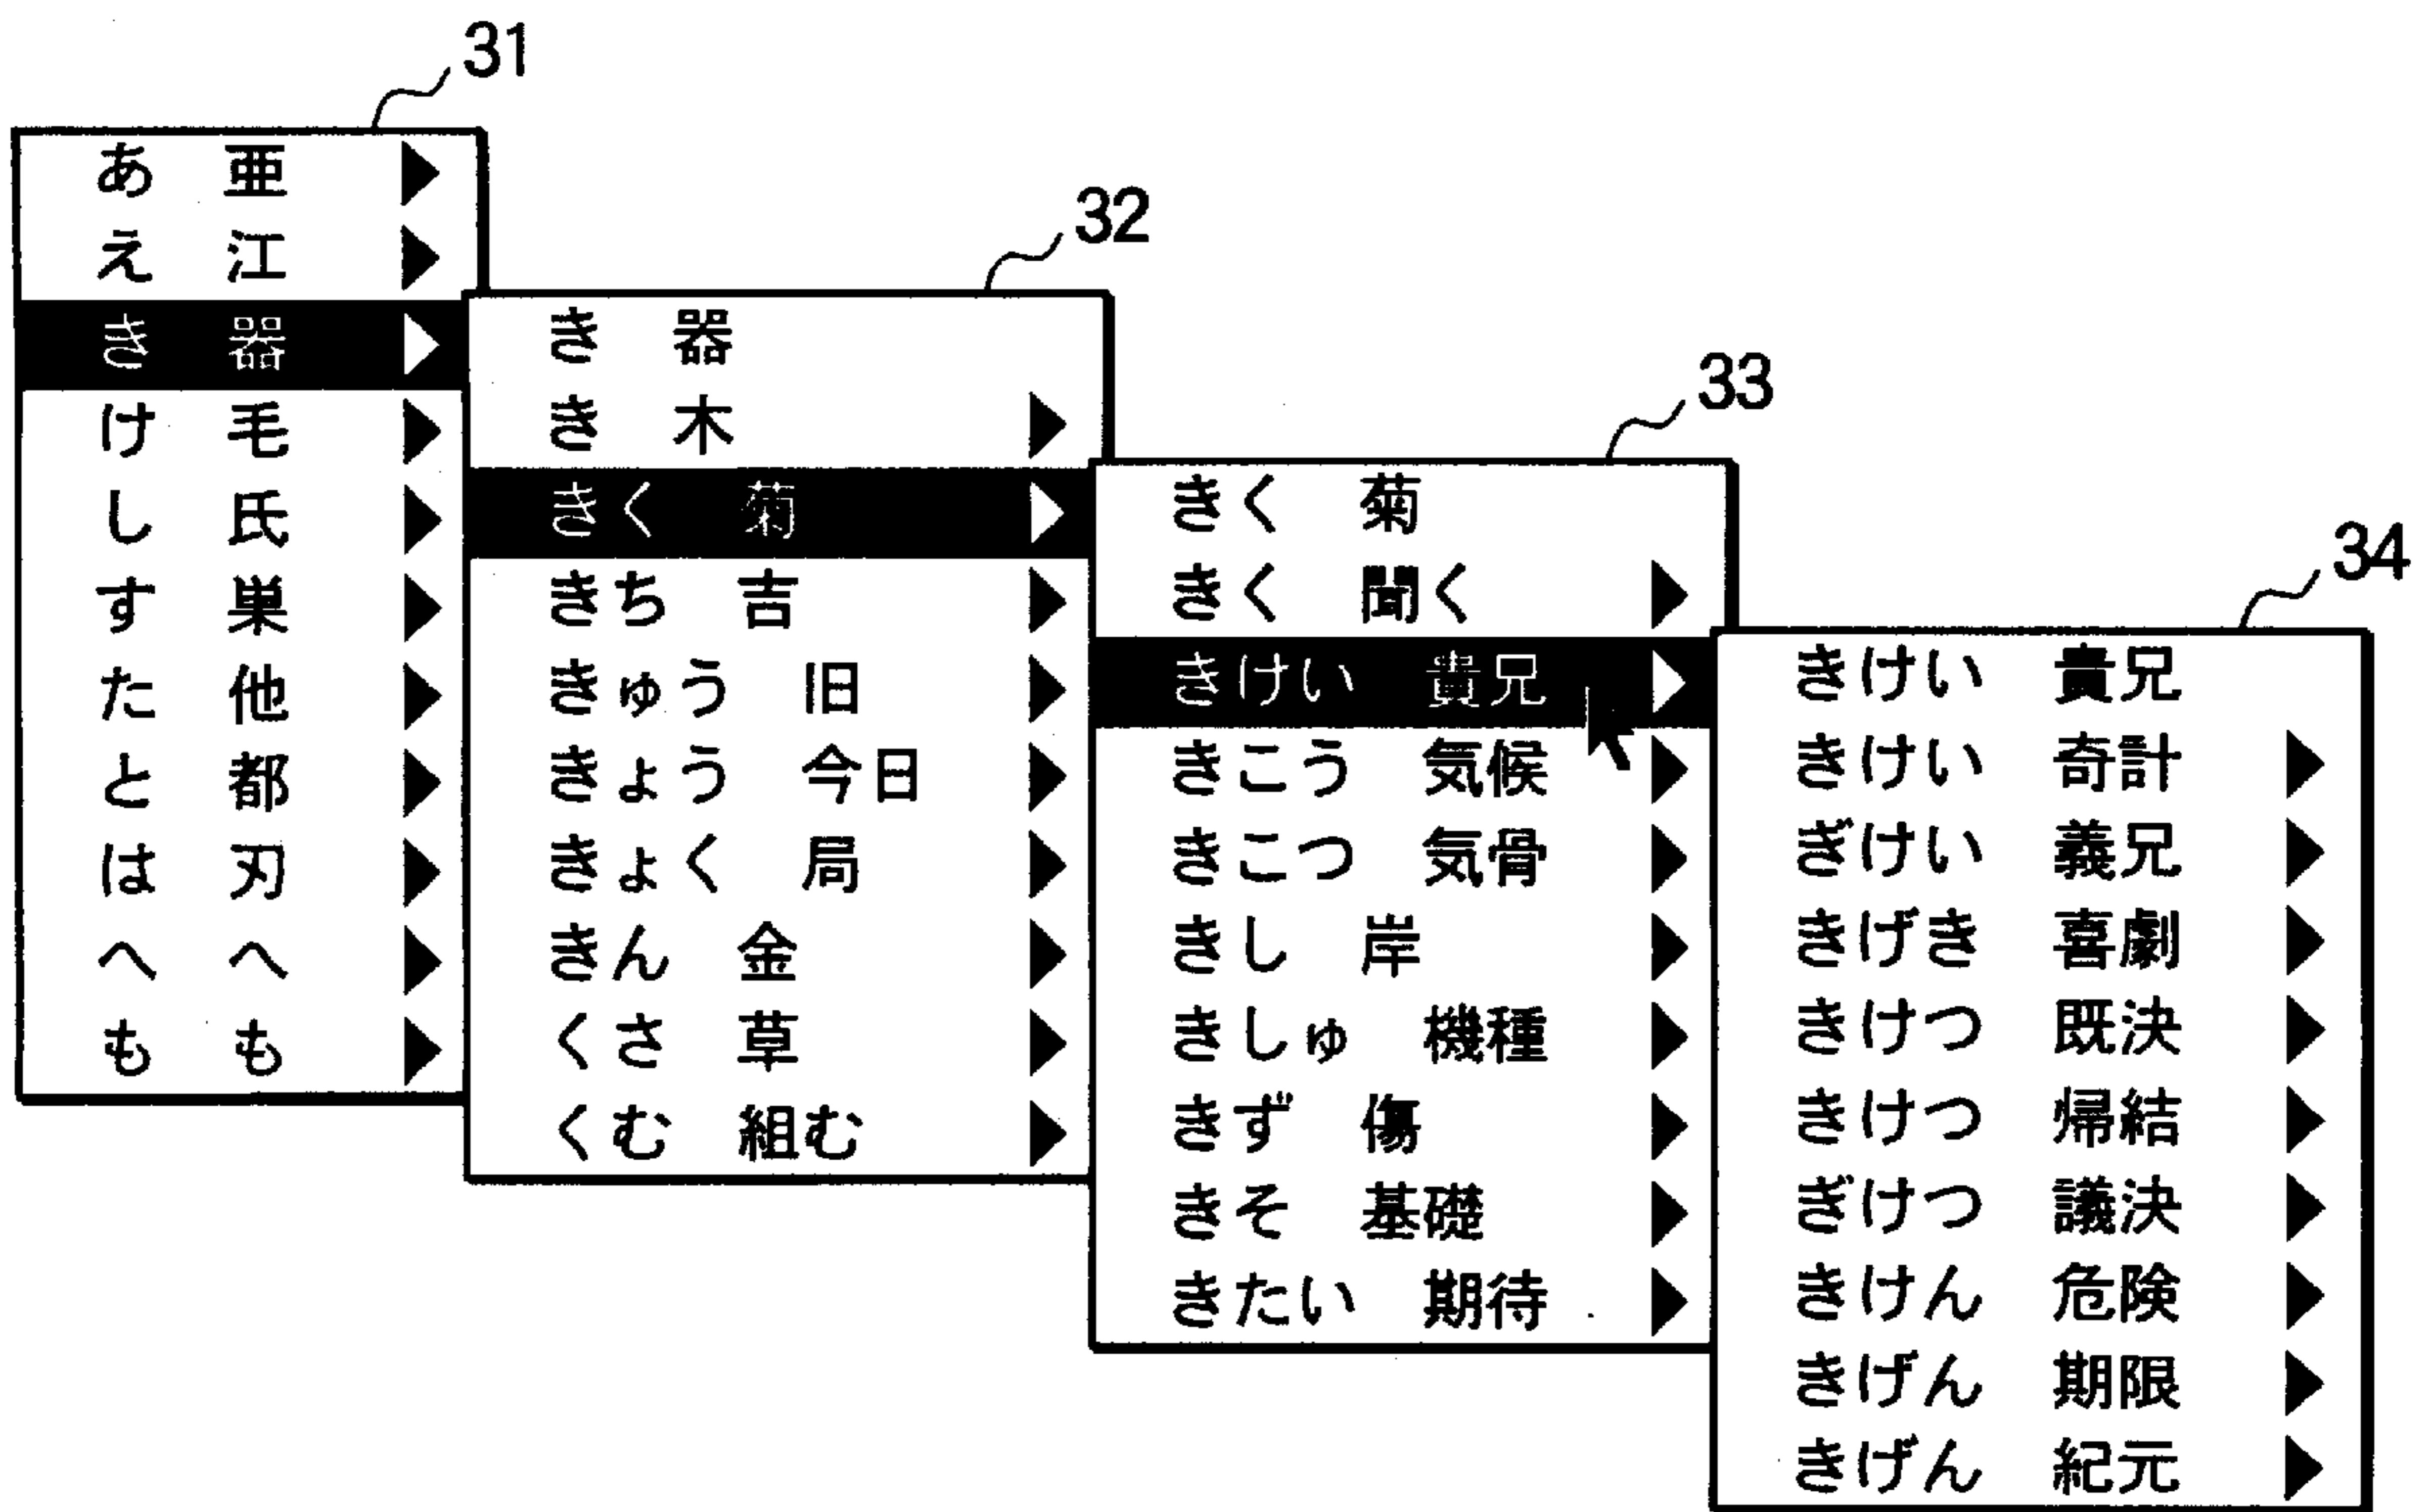 31
あ 亜
え 江
き 器
け 毛
し 氏
す 巣
た 他
と 都
は 刃
へ へ
も も
32
き 器
き 木
きく 菊
きち 吉
きゅう 旧
きょう 今日
きょく 局
きん 金
くさ 草
くむ 組む
33
きく 菊
きく 聞く
きけい 貴兄
きこう 気候
きこつ 気骨
きし 岸
きしゅ 機種
きず 傷
きそ 基礎
きたい 期待
34
きけい 貴兄
きけい 奇計
ぎけい 義兄
きげき 喜劇
きけつ 既決
きけつ 帰結
ぎけつ 議決
きけん 危険
きげん 期限
きげん 紀元